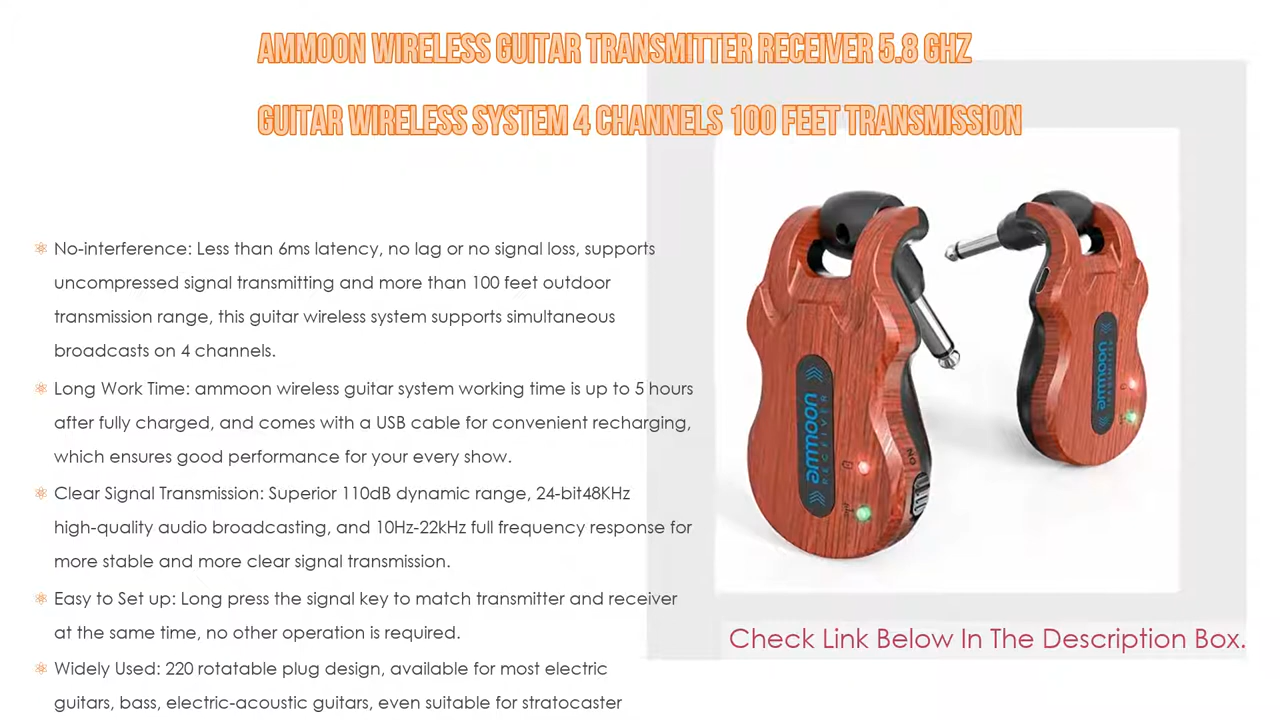 AMMOON WIRELESS GUITAR TRANSMITTER RECEIVER 5.8 GHZ
GUITAR WIRELESS SYSTEM 4 CHANNELS 100 FEET TRANSMISSION
No-interference: Less than 6ms latency, no lag or no signal loss, supports
uncompressed signal transmitting and more than 100 feet outdoor
transmission range, this guitar wireless system supports simultaneous
broadcasts on 4 channels.
Long Work Time: ammoon wireless guitar system working time is up to 5 hours
after fully charged, and comes with a USB cable for convenient recharging,
which ensures good performance for your every show.
Clear Signal Transmission: Superior 110dB dynamic range, 24-bit48KHz
high-quality audio broadcasting, and 10Hz-22kHz full frequency response for
more stable and more clear signal transmission.
Easy to Set up: Long press the signal key to match transmitter and receiver
at the same time, no other operation is required.
Widely Used: 220 rotatable plug design, available for most electric
guitars, bass, electric-acoustic guitars, even suitable for stratocaster
ammoon
RECEIVER
ON
ammoon
TRANSMITTER
Check Link Below In The Description Box.